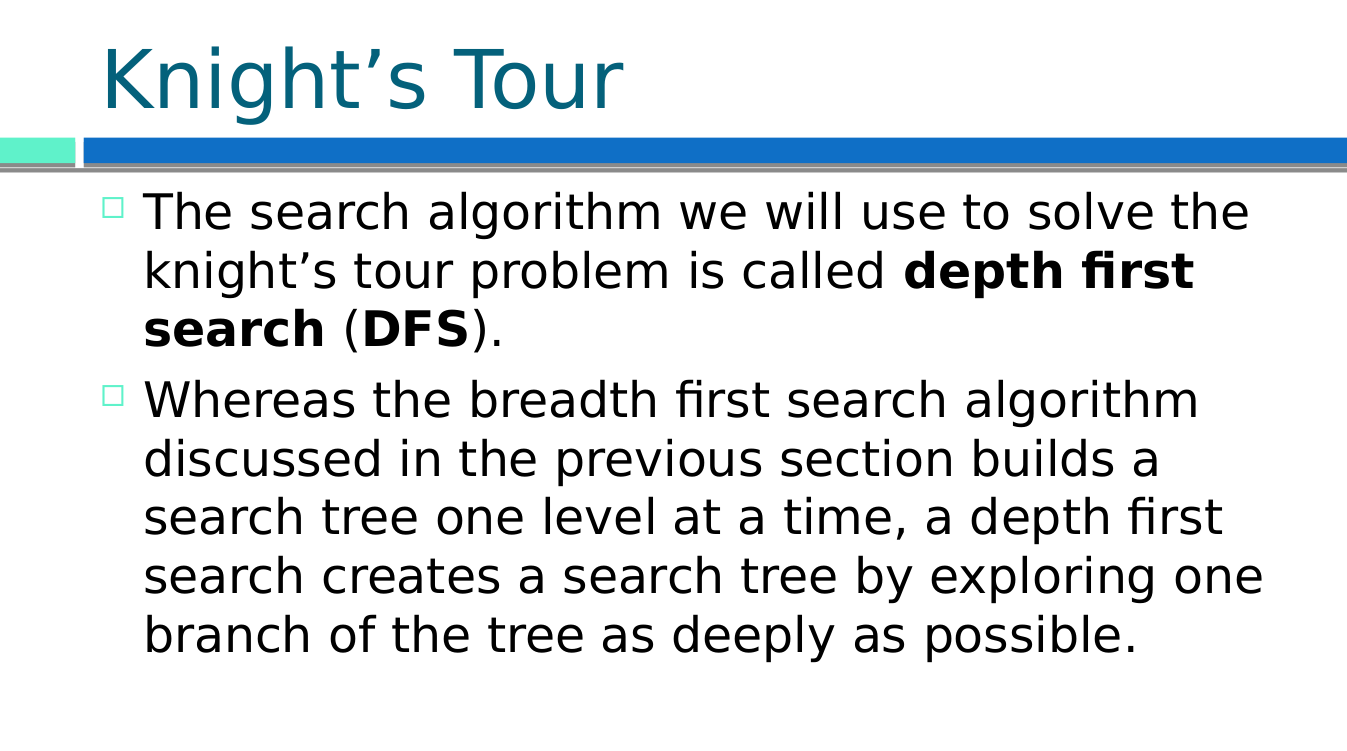 Knight’s Tour
The search algorithm we will use to solve the
knight’s tour problem is called depth first
search (DFS).
Whereas the breadth first search algorithm
discussed in the previous section builds a
search tree one level at a time, a depth first
search creates a search tree by exploring one
branch of the tree as deeply as possible.